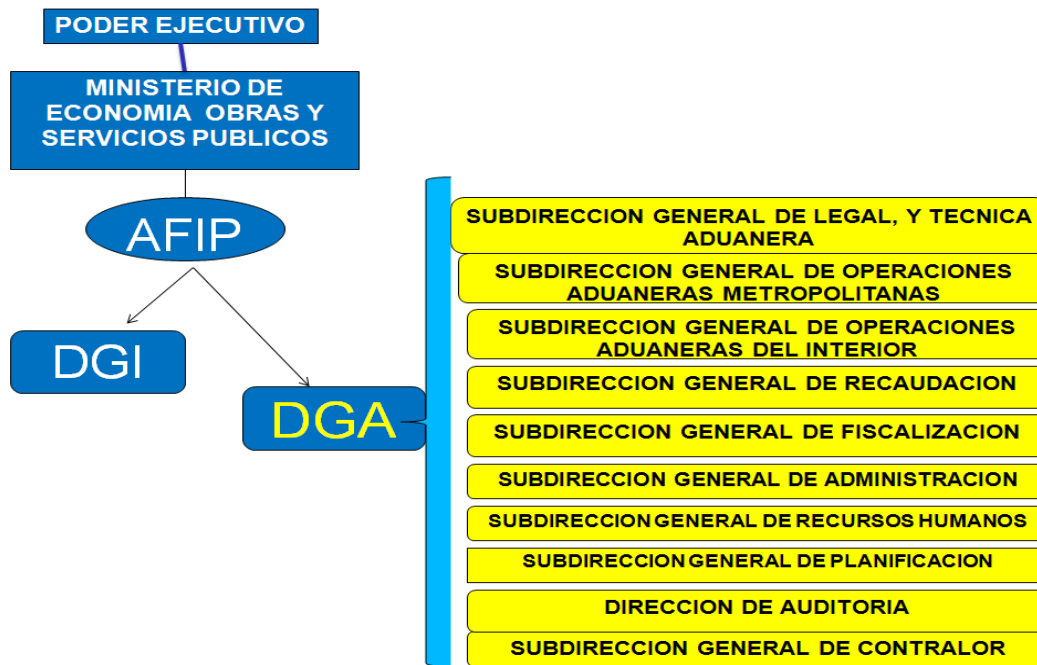 PODER EJECUTIVO
MINISTERIO DE
ECONOMIA OBRAS Y
SERVICIOS PUBLICOS
AFIP
DGI
DGA
SUBDIRECCION GENERAL DE LEGAL, Y TECNICA
ADUANERA
SUBDIRECCION GENERAL DE OPERACIONES
ADUANERAS METROPOLITANAS
SUBDIRECCION GENERAL DE OPERACIONES
ADUANERAS DEL INTERIOR
SUBDIRECCION GENERAL DE RECAUDACION
SUBDIRECCION GENERAL DE FISCALIZACION
SUBDIRECCION GENERAL DE ADMINISTRACION
SUBDIRECCION GENERAL DE RECURSOS HUMANOS
SUBDIRECCION GENERAL DE PLANIFICACION
DIRECCION DE AUDITORIA
SUBDIRECCION GENERAL DE CONTRALOR